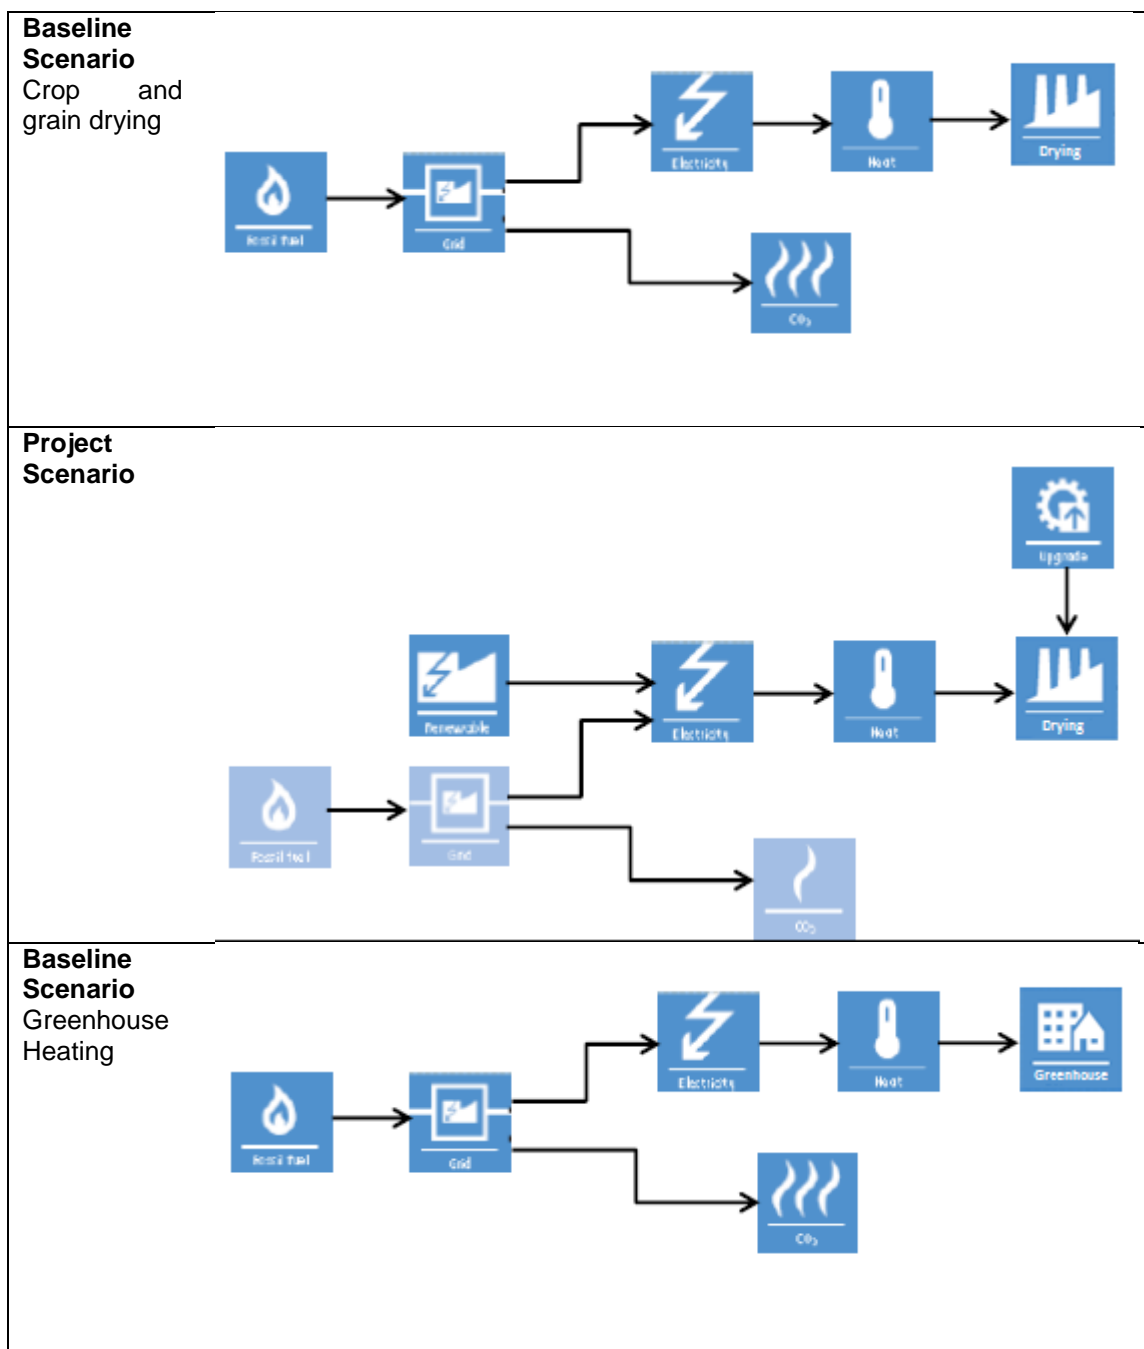 Baseline
Scenario
Crop and
grain drying
Electricity
Heat
Drying
Fossil fuel
Grid
CO₂
Project
Scenario
Upgrade
Renewable
Electricity
Heat
Drying
Fossil fuel
Grid
CO₂
Baseline
Scenario
Greenhouse
Heating
Electricity
Heat
Greenhouse
Fossil fuel
Grid
CO₂